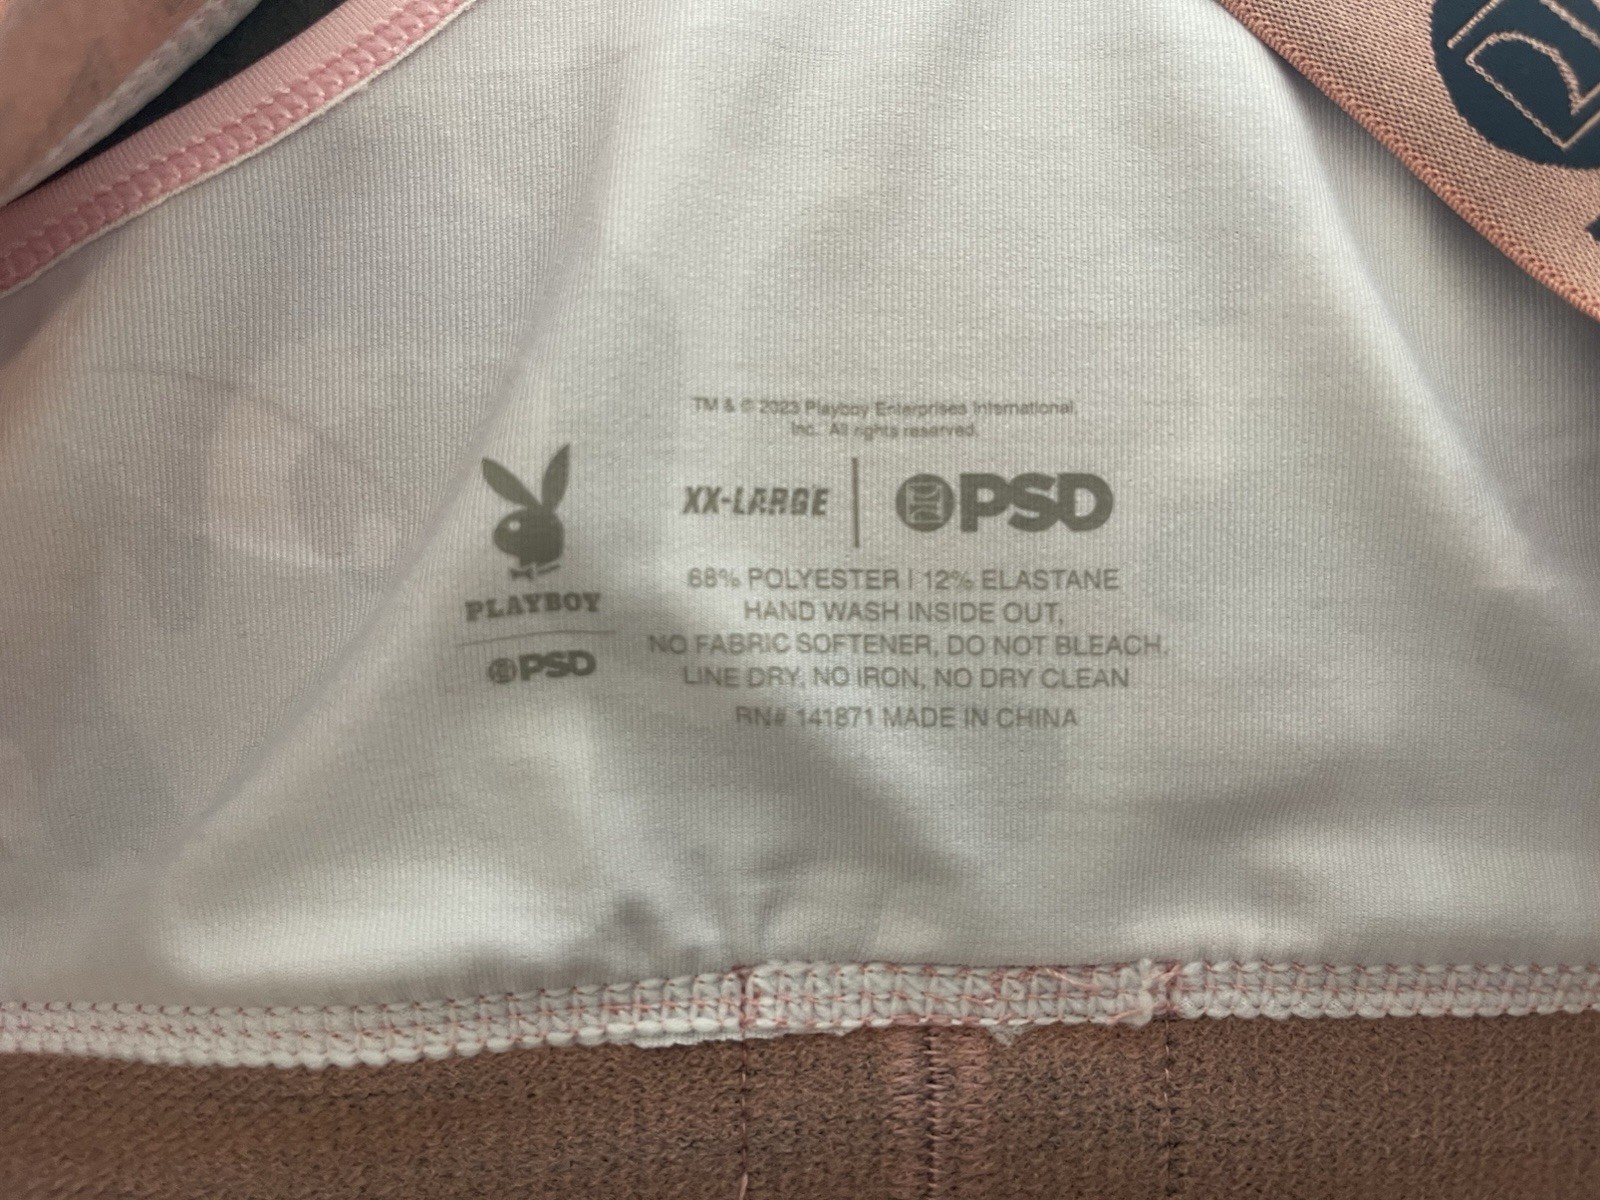 TM & © 2023 Playboy Enterprises International,
Inc. All rights reserved.
XX-LARGE | PSD
PLAYBOY
PSD
88% POLYESTER | 12% ELASTANE
HAND WASH INSIDE OUT,
NO FABRIC SOFTENER, DO NOT BLEACH.
LINE DRY, NO IRON, NO DRY CLEAN
RN# 141871 MADE IN CHINA